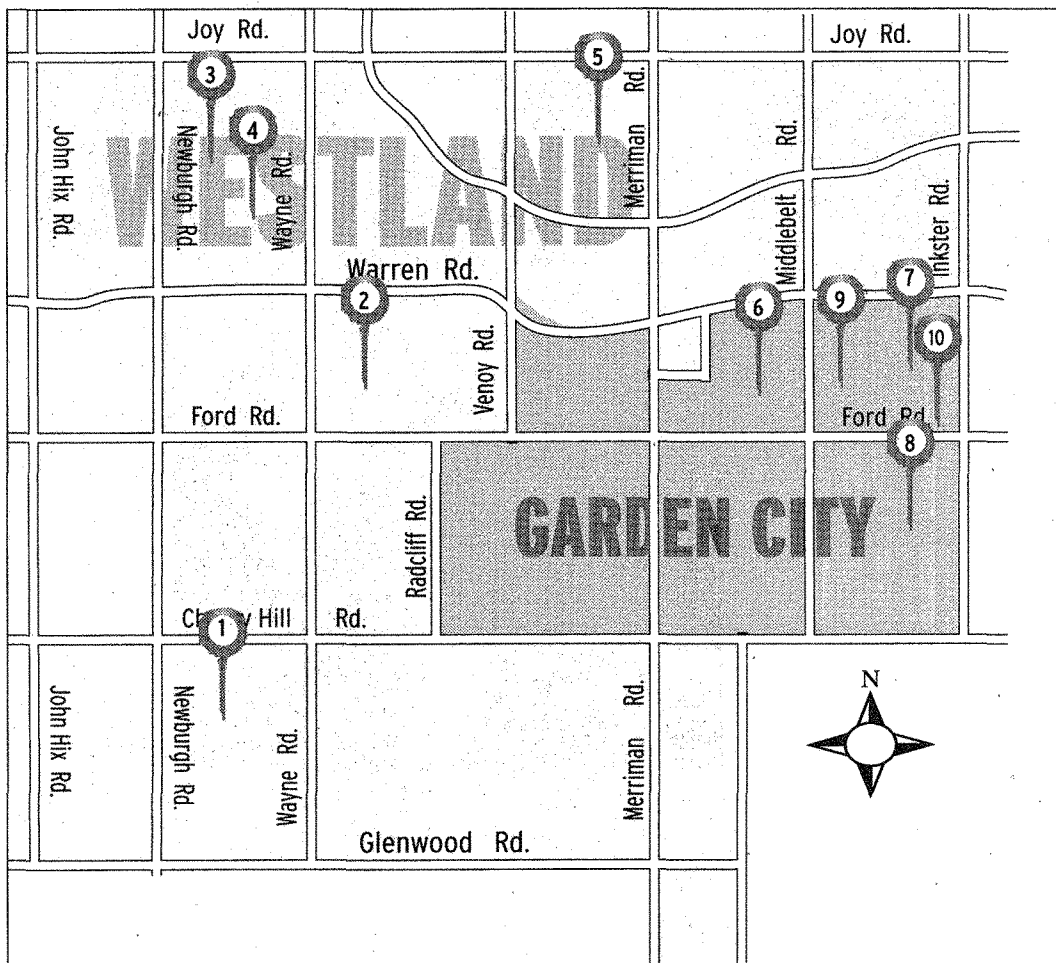 Joy Rd.
Joy Rd.
3
5
4
John Hix Rd.
Newburgh Rd.
Wayne Rd.
Merriman Rd.
Middlebelt Rd.
Inkster Rd.
WESTLAND
Warren Rd.
2
6
9
7
10
Venoy Rd.
Ford Rd.
Ford Rd.
8
Radcliff Rd.
GARDEN CITY
Hill Rd.
1
John Hix Rd.
Newburgh Rd.
Wayne Rd.
Merriman Rd.
N
Glenwood Rd.